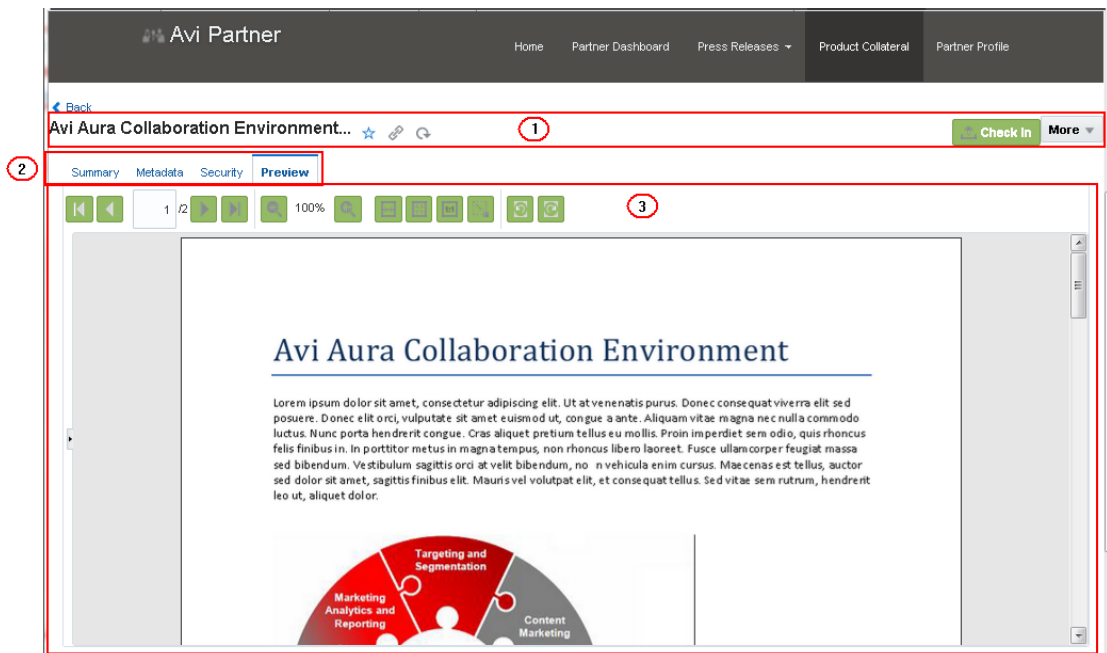 Avi Partner
Home Partner Dashboard Press Releases Product Collateral Partner Profile
Back
Avi Aura Collaboration Environment... 1 Check In More
2 Summary Metadata Security Preview
1 /2 100% 1:1 3
Avi Aura Collaboration Environment
Lorem ipsum dolor sit amet, consectetur adipiscing elit. Ut at venenatis purus. Donec consequat viverra elit sed
posuere. Donec elit orci, vulputate sit amet euismod ut, congue a ante. Aliquam vitae magna nec nulla commodo
luctus. Nunc porta hendrerit congue. Cras aliquet pretium tellus eu mollis. Proin imperdiet sem odio, quis rhoncus
felis finibus in. In porttitor metus in magna tempus, non rhoncus libero laoreet. Fusce ullamcorper feugiat massa
sed bibendum. Vestibulum sagittis orci at velit bibendum, no n vehicula enim cursus. Maecenas est tellus, auctor
sed dolor sit amet, sagittis finibus elit. Mauris vel volutpat elit, et consequat tellus. Sed vitae sem rutrum, hendrerit
leo ut, aliquet dolor.
Targeting and
Segmentation
Marketing
Analytics and
Reporting
Content
Marketing